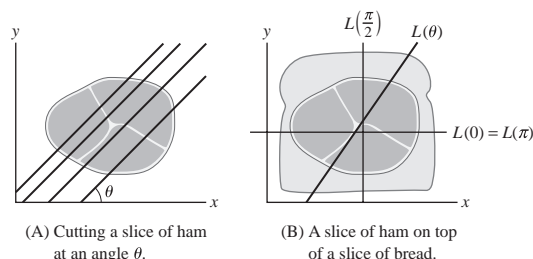 y
θ
x
(A) Cutting a slice of ham
at an angle θ.
y
L(π/2)
L(θ)
L(0) = L(π)
x
(B) A slice of ham on top
of a slice of bread.